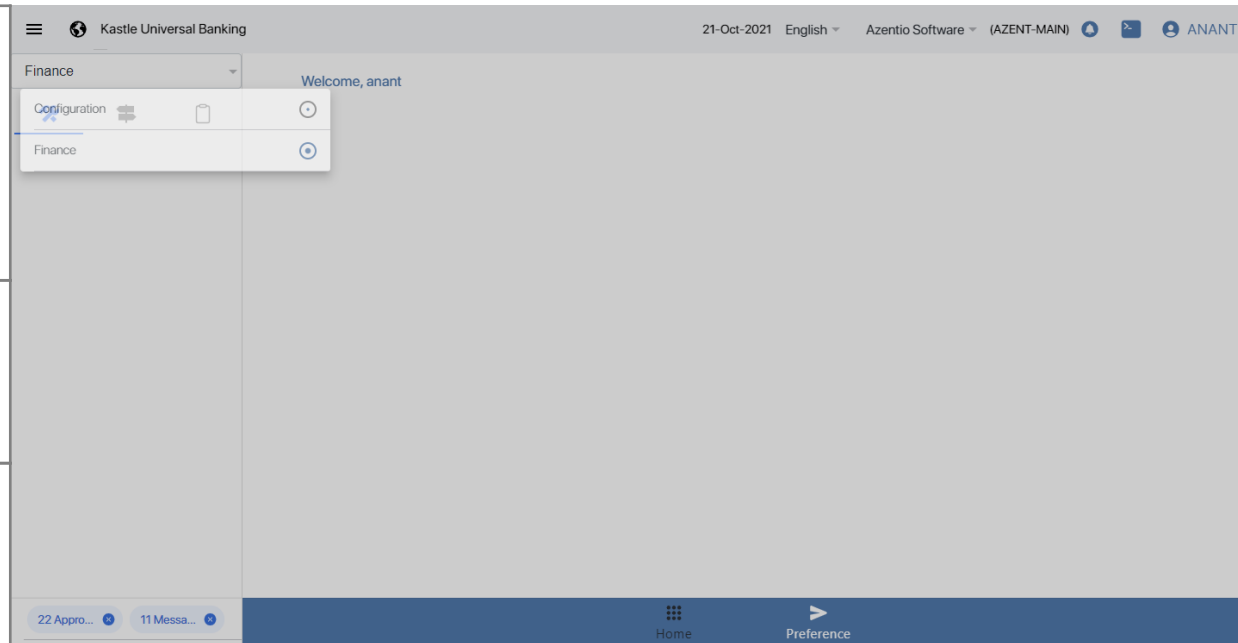 Kastle Universal Banking 21-Oct-2021 English Azentio Software (AZENT-MAIN) ANANT
Finance
Welcome, anant
Configuration
Finance
22 Appro... 11 Messa...
Home Preference